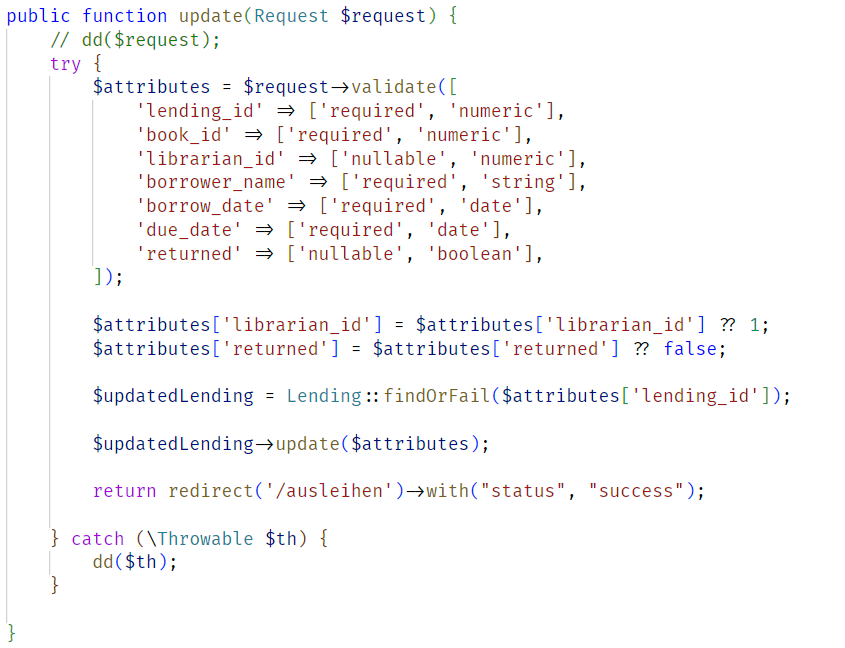 public function update(Request $request) {
    // dd($request);
    try {
        $attributes = $request->validate([
            'lending_id' => ['required', 'numeric'],
            'book_id' => ['required', 'numeric'],
            'librarian_id' => ['nullable', 'numeric'],
            'borrower_name' => ['required', 'string'],
            'borrow_date' => ['required', 'date'],
            'due_date' => ['required', 'date'],
            'returned' => ['nullable', 'boolean'],
        ]);

        $attributes['librarian_id'] = $attributes['librarian_id'] ?? 1;
        $attributes['returned'] = $attributes['returned'] ?? false;

        $updatedLending = Lending::findOrFail($attributes['lending_id']);

        $updatedLending->update($attributes);

        return redirect('/ausleihen')->with("status", "success");

    } catch (\Throwable $th) {
        dd($th);
    }

}